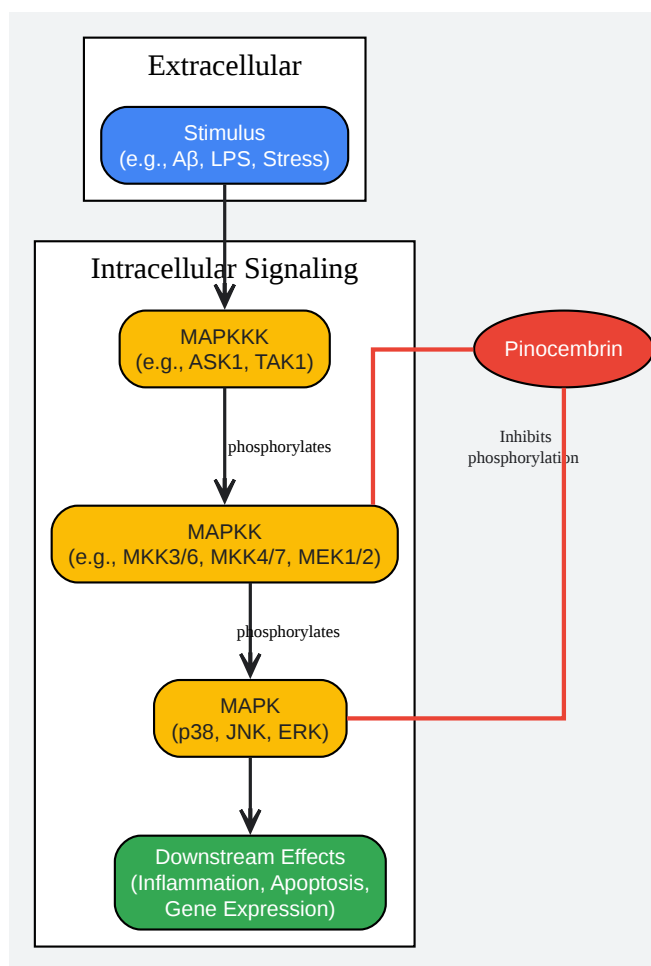 Extracellular
Stimulus
(e.g., Aβ, LPS, Stress)
Intracellular Signaling
MAPKKK
(e.g., ASK1, TAK1)
Pinocembrin
phosphorylates
Inhibits
phosphorylation
MAPKK
(e.g., MKK3/6, MKK4/7, MEK1/2)
phosphorylates
MAPK
(p38, JNK, ERK)
Downstream Effects
(Inflammation, Apoptosis,
Gene Expression)